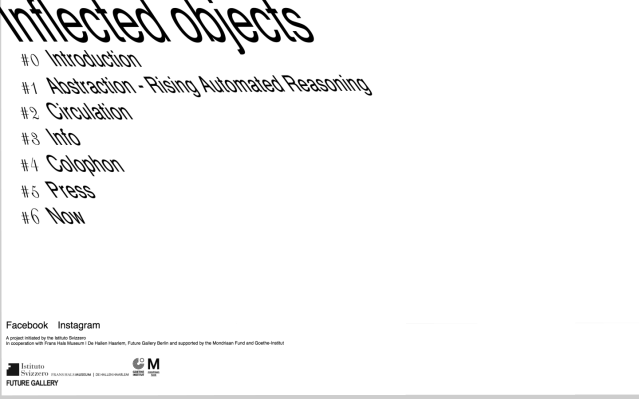 Inflected objects
#0 Introduction
#1 Abstraction - Rising Automated Reasoning
#2 Circulation
#3 Info
#4 Colophon
#5 Press
#6 Now
Facebook Instagram
A project initiated by the Istituto Svizzero
in cooperation with Frans Hals Museum | De Hallen Haarlem, Future Gallery Berlin and supported by the Mondriaan Fund and Goethe-Institut
Istituto
Svizzero FRANS HALS MUSEUM | DE HALLEN HAARLEM GOETHE INSTITUT M
FUTURE GALLERY